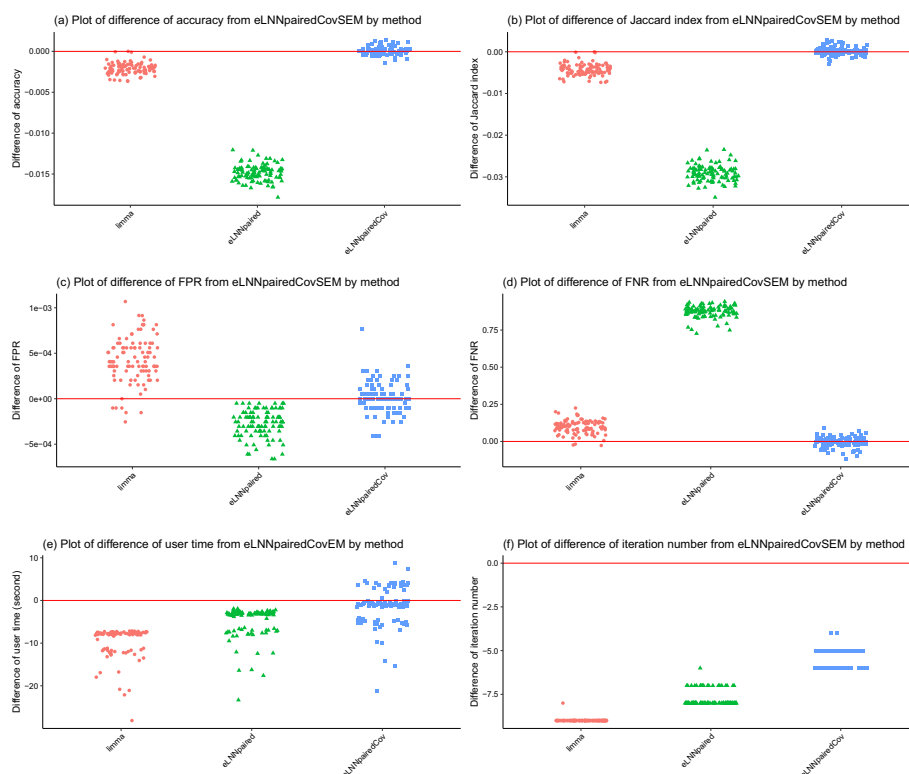 (a) Plot of difference of accuracy from eLNNpairedCovSEM by method
Difference of accuracy
0.000
−0.005
−0.010
−0.015
limma
eLNNpaired
eLNNpairedCov
(b) Plot of difference of Jaccard index from eLNNpairedCovSEM by method
Difference of Jaccard index
0.00
−0.01
−0.02
−0.03
limma
eLNNpaired
eLNNpairedCov
(c) Plot of difference of FPR from eLNNpairedCovSEM by method
Difference of FPR
1e−03
5e−04
0e+00
−5e−04
limma
eLNNpaired
eLNNpairedCov
(d) Plot of difference of FNR from eLNNpairedCovSEM by method
Difference of FNR
0.75
0.50
0.25
0.00
limma
eLNNpaired
eLNNpairedCov
(e) Plot of difference of user time from eLNNpairedCovEM by method
Difference of user time (second)
10
0
−10
−20
limma
eLNNpaired
eLNNpairedCov
(f) Plot of difference of iteration number from eLNNpairedCovSEM by method
Difference of iteration number
0.0
−2.5
−5.0
−7.5
limma
eLNNpaired
eLNNpairedCov